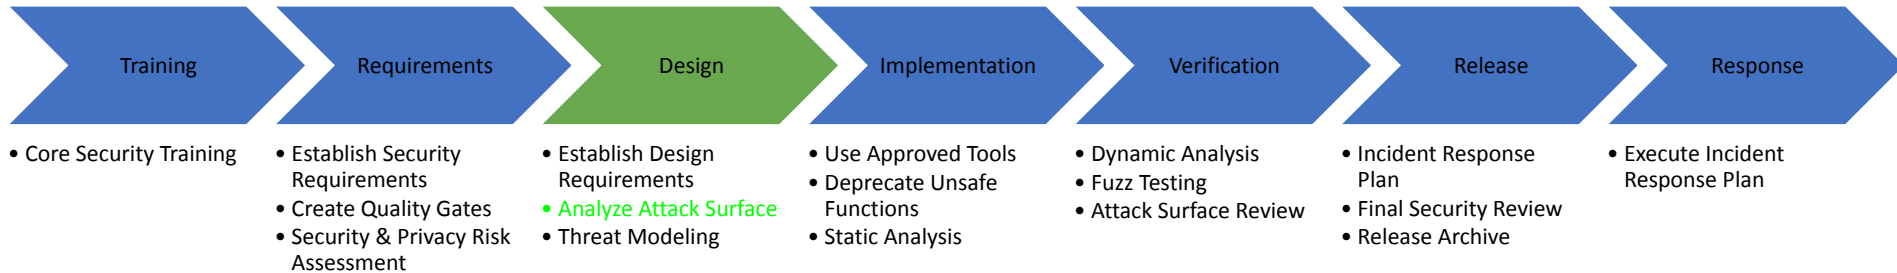 Training
Requirements
Design
Implementation
Verification
Release
Response
• Core Security Training
• Establish Security
Requirements
• Create Quality Gates
• Security & Privacy Risk
Assessment
• Establish Design
Requirements
• Analyze Attack Surface
• Threat Modeling
• Use Approved Tools
• Deprecate Unsafe
Functions
• Static Analysis
• Dynamic Analysis
• Fuzz Testing
• Attack Surface Review
• Incident Response
Plan
• Final Security Review
• Release Archive
• Execute Incident
Response Plan